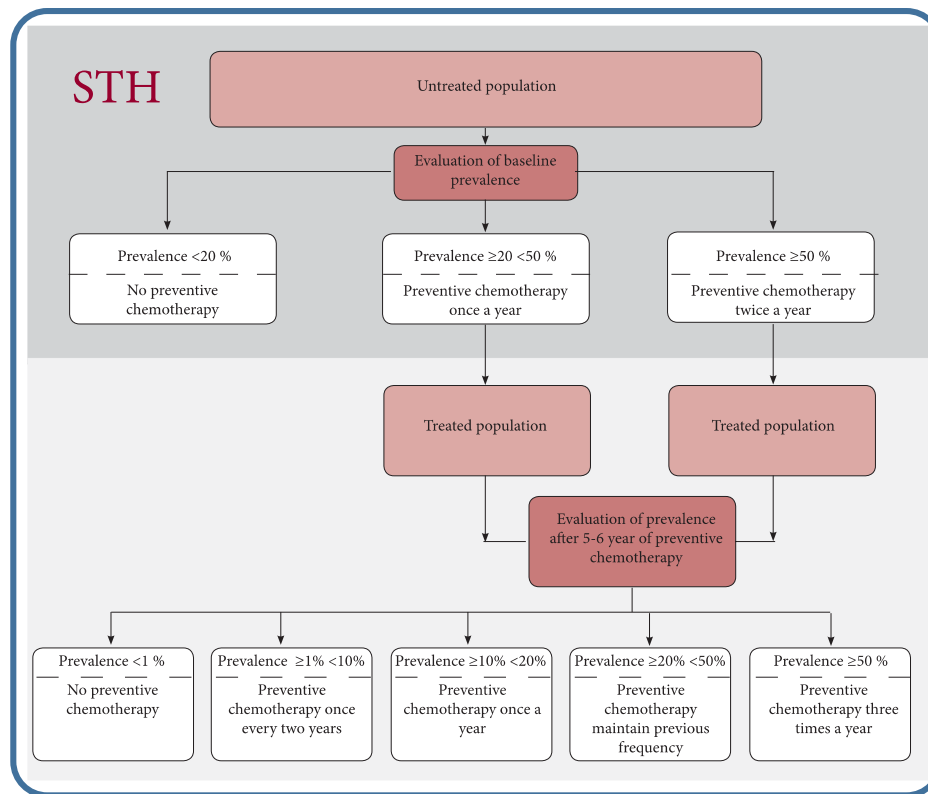 STH
Untreated population
Evaluation of baseline
prevalence
Prevalence <20 %
No preventive
chemotherapy
Prevalence ≥20 <50 %
Preventive chemotherapy
once a year
Prevalence ≥50 %
Preventive chemotherapy
twice a year
Treated population
Treated population
Evaluation of prevalence
after 5-6 year of preventive
chemotherapy
Prevalence <1 %
No preventive
chemotherapy
Prevalence ≥1% <10%
Preventive
chemotherapy once
every two years
Prevalence ≥10% <20%
Preventive
chemotherapy once a
year
Prevalence ≥20% <50%
Preventive
chemotherapy
maintain previous
frequency
Prevalence ≥50 %
Preventive
chemotherapy three
times a year